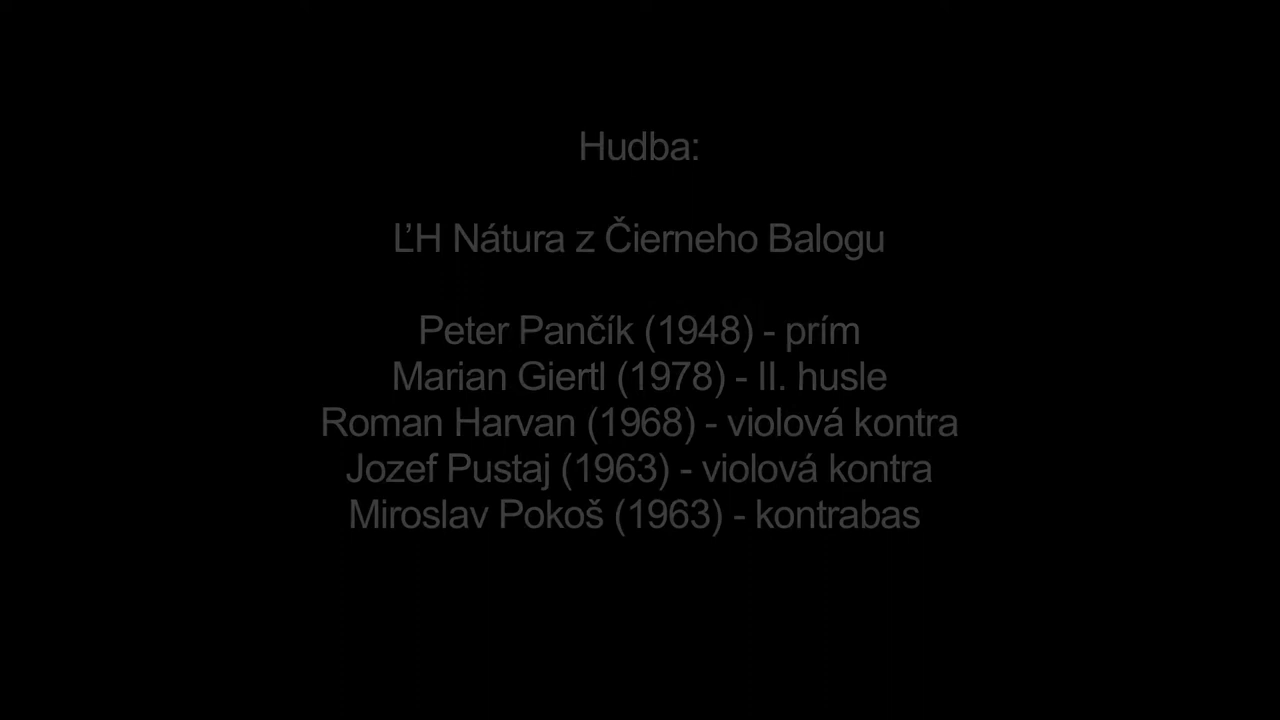 Hudba:
ĽH Nátura z Čierneho Balogu
Peter Pančík (1948) - prím
Marian Giertl (1978) - II. husle
Roman Harvan (1968) - violová kontra
Jozef Pustaj (1963) - violová kontra
Miroslav Pokoš (1963) - kontrabas